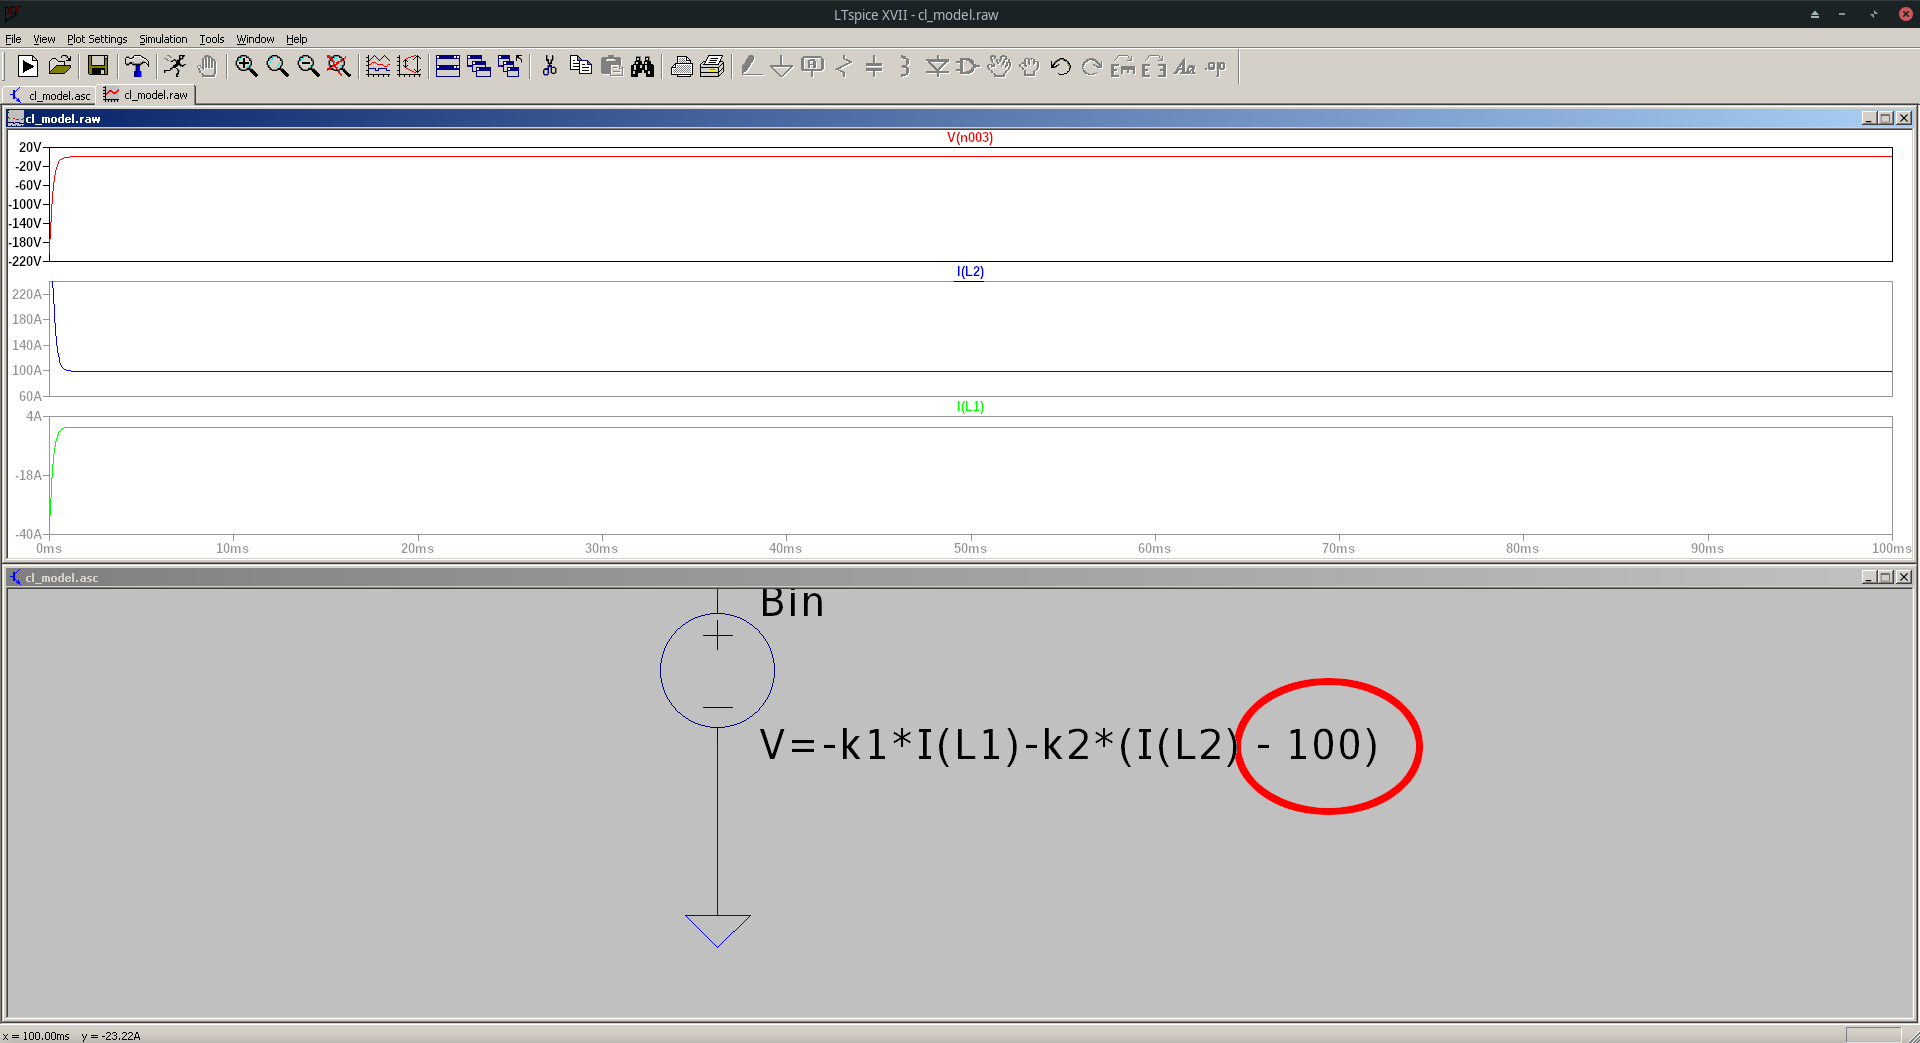 LTspice XVII - cl_model.raw
File View Plot Settings Simulation Tools Window Help
cl_model.asc cl_model.raw
cl_model.raw
V(n003)
20V
-20V
-60V
-100V
-140V
-180V
-220V
I(L2)
220A
180A
140A
100A
60A
I(L1)
4A
-18A
-40A
0ms 10ms 20ms 30ms 40ms 50ms 60ms 70ms 80ms 90ms 100ms
cl_model.asc
Bin
V=-k1*I(L1)-k2*(I(L2) - 100)
x = 100.00ms y = -23.22A